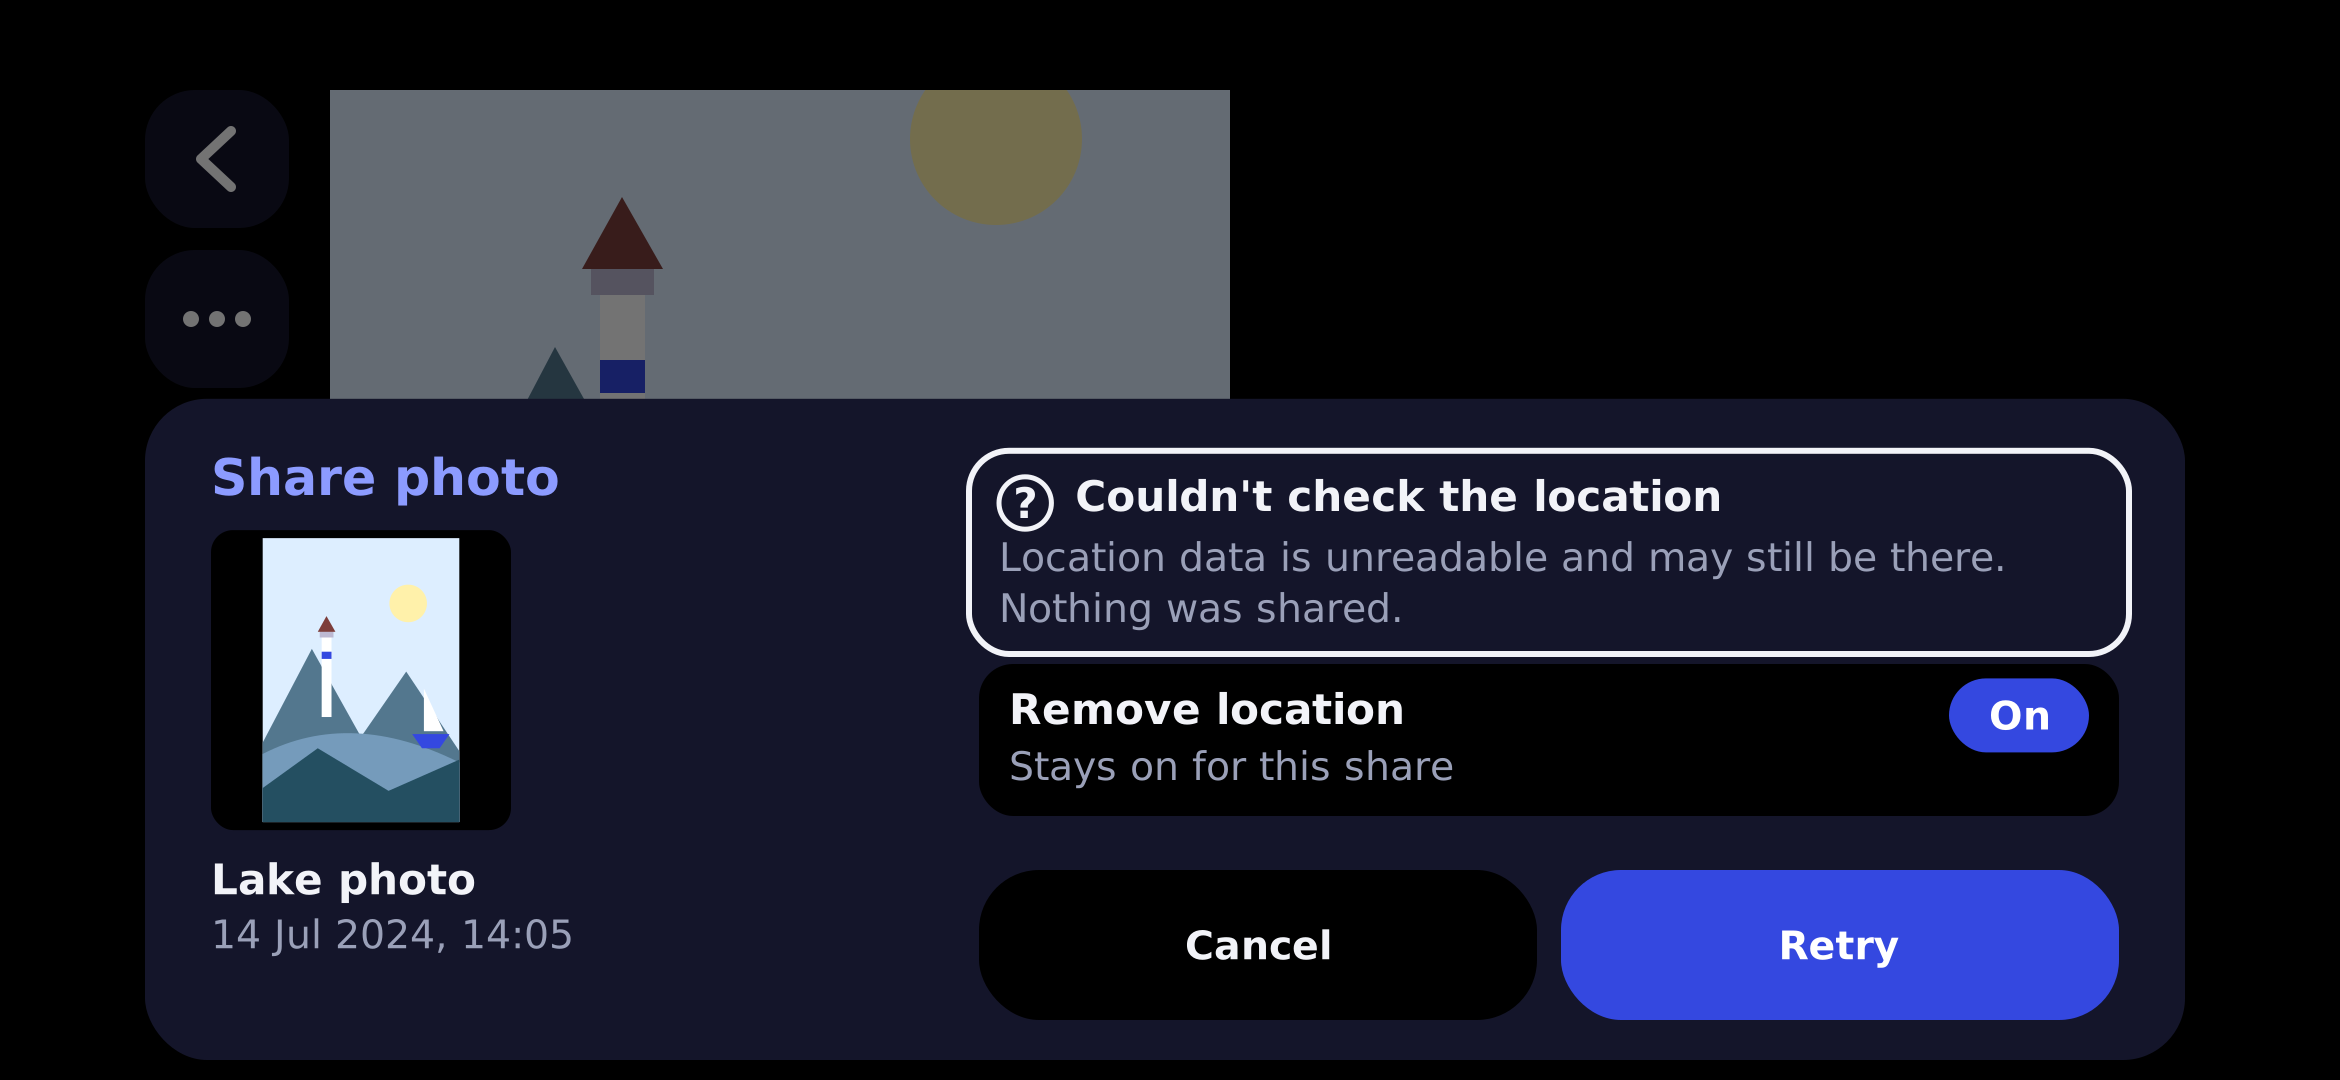 Share photo
Lake photo
14 Jul 2024, 14:05
? Couldn't check the location
Location data is unreadable and may still be there.
Nothing was shared.
Remove location
On
Stays on for this share
Cancel
Retry